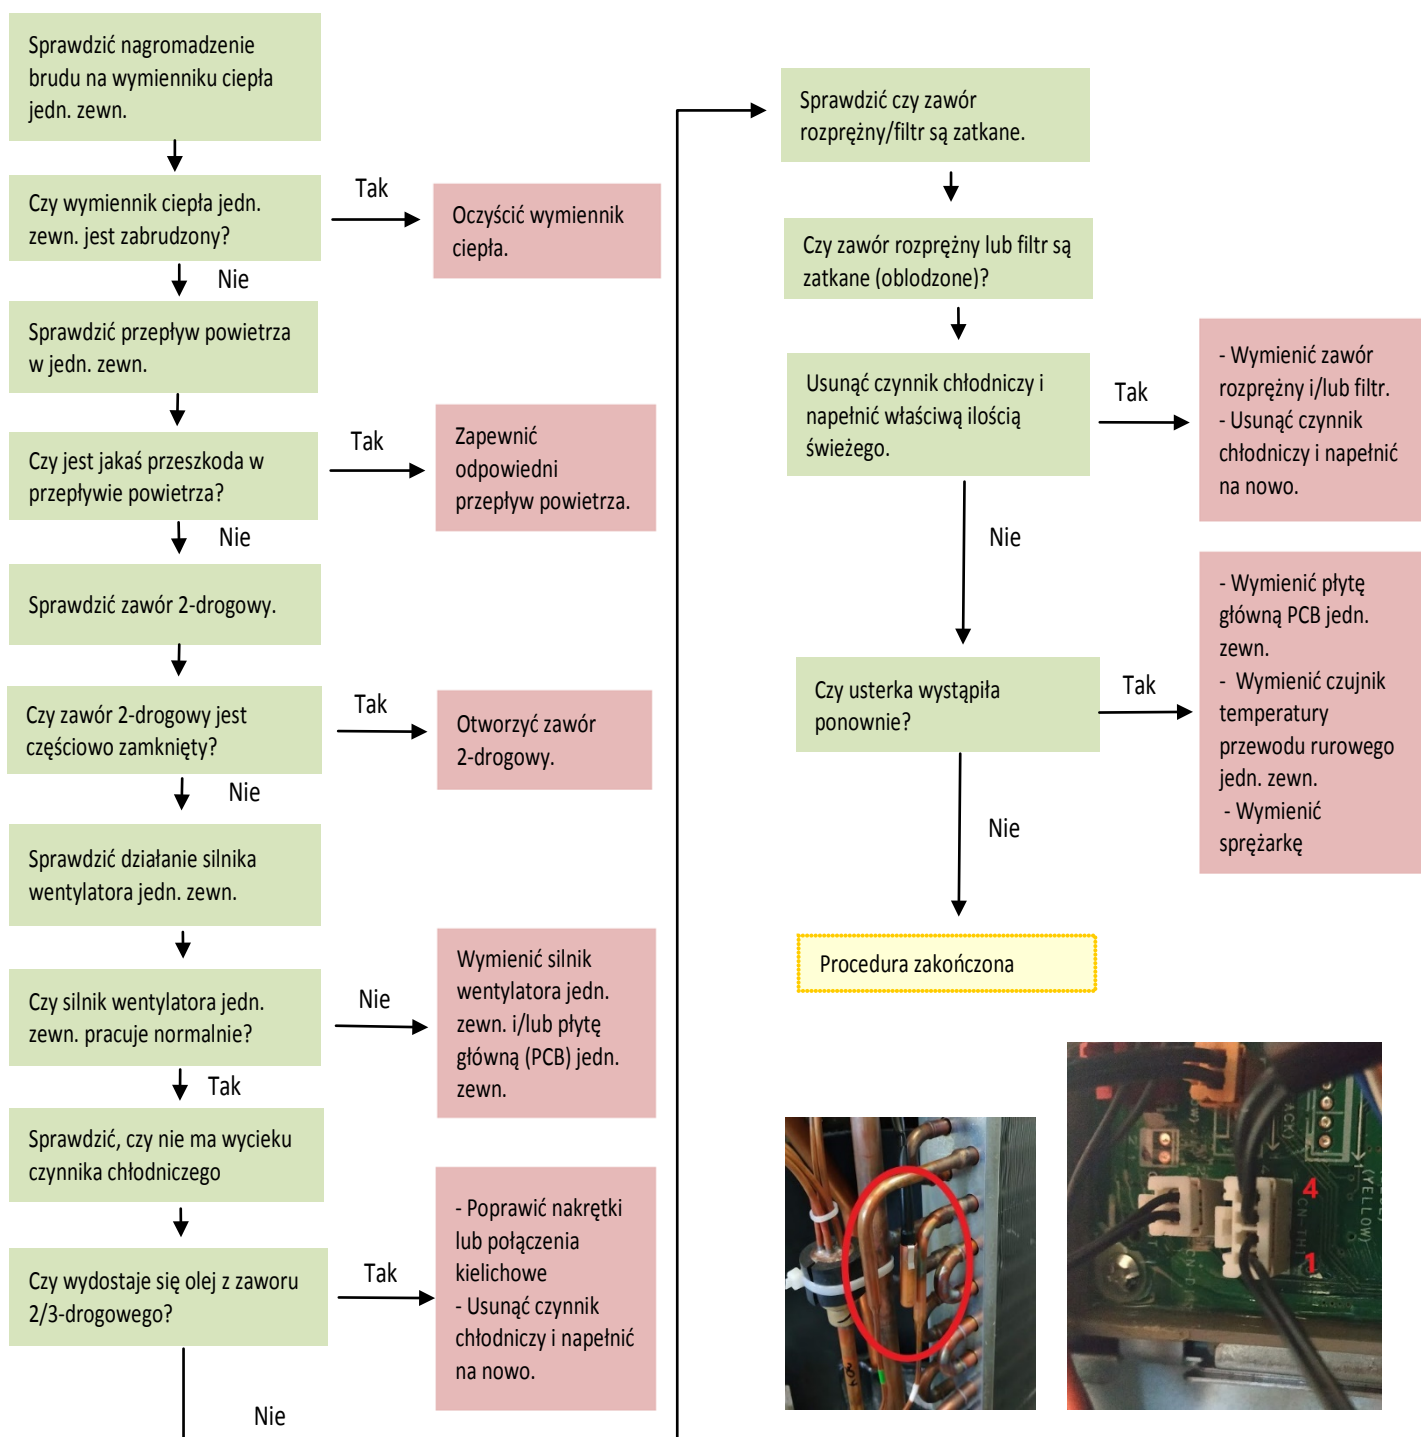 Sprawdzić nagromadzenie
brudu na wymienniku ciepła
jedn. zewn.
Czy wymiennik ciepła jedn.
zewn. jest zabrudzony?
Tak
Oczyścić wymiennik
ciepła.
Nie
Sprawdzić przepływ powietrza
w jedn. zewn.
Czy jest jakaś przeszkoda w
przepływie powietrza?
Tak
Zapewnić
odpowiedni
przepływ powietrza.
Nie
Sprawdzić zawór 2-drogowy.
Czy zawór 2-drogowy jest
częściowo zamknięty?
Tak
Otworzyć zawór
2-drogowy.
Nie
Sprawdzić działanie silnika
wentylatora jedn. zewn.
Czy silnik wentylatora jedn.
zewn. pracuje normalnie?
Nie
Wymienić silnik
wentylatora jedn.
zewn. i/lub płytę
główną (PCB) jedn.
zewn.
Tak
Sprawdzić, czy nie ma wycieku
czynnika chłodniczego
Czy wydostaje się olej z zaworu
2/3-drogowego?
Tak
- Poprawić nakrętki
lub połączenia
kielichowe
- Usunąć czynnik
chłodniczy i napełnić
na nowo.
Nie
Sprawdzić czy zawór
rozprężny/filtr są zatkane.
Czy zawór rozprężny lub filtr są
zatkane (oblodzone)?
Usunąć czynnik chłodniczy i
napełnić właściwą ilością
świeżego.
Tak
- Wymienić zawór
rozprężny i/lub filtr.
- Usunąć czynnik
chłodniczy i napełnić
na nowo.
Nie
Czy usterka wystąpiła
ponownie?
Tak
- Wymienić płytę
główną PCB jedn.
zewn.
- Wymienić czujnik
temperatury
przewodu rurowego
jedn. zewn.
- Wymienić
sprężarkę
Nie
Procedura zakończona
4
1
(YELLOW)